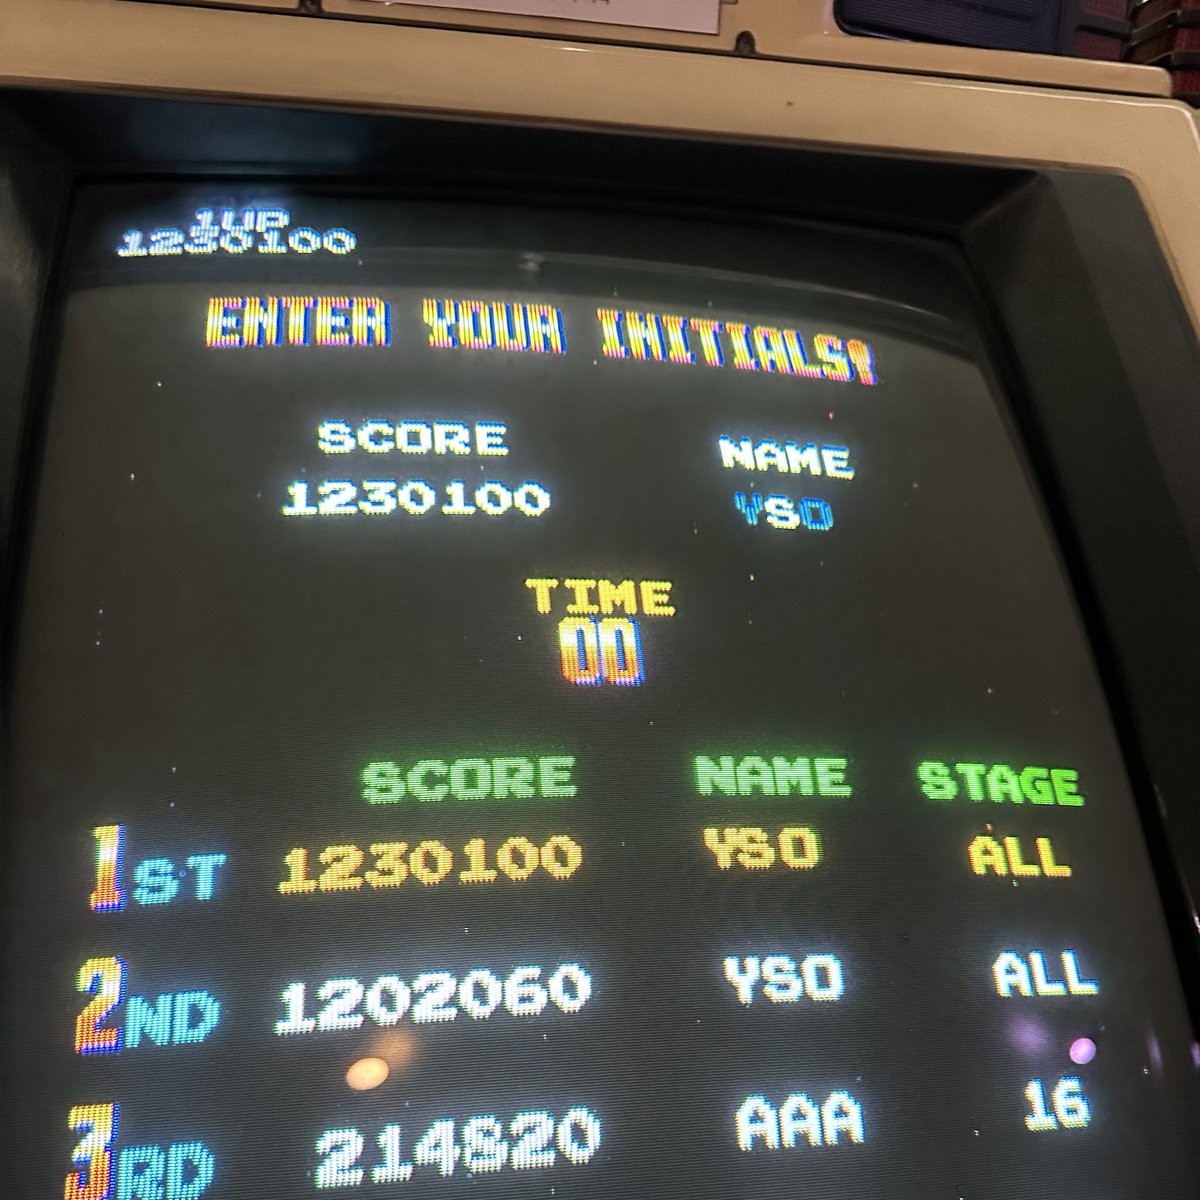 1UP
1230100
ENTER YOUR INITIALS!
SCORE NAME
1230100 YSO
TIME
00
SCORE NAME STAGE
1ST 1230100 YSO ALL
2ND 1202060 YSO ALL
3RD 214820 AAA 16